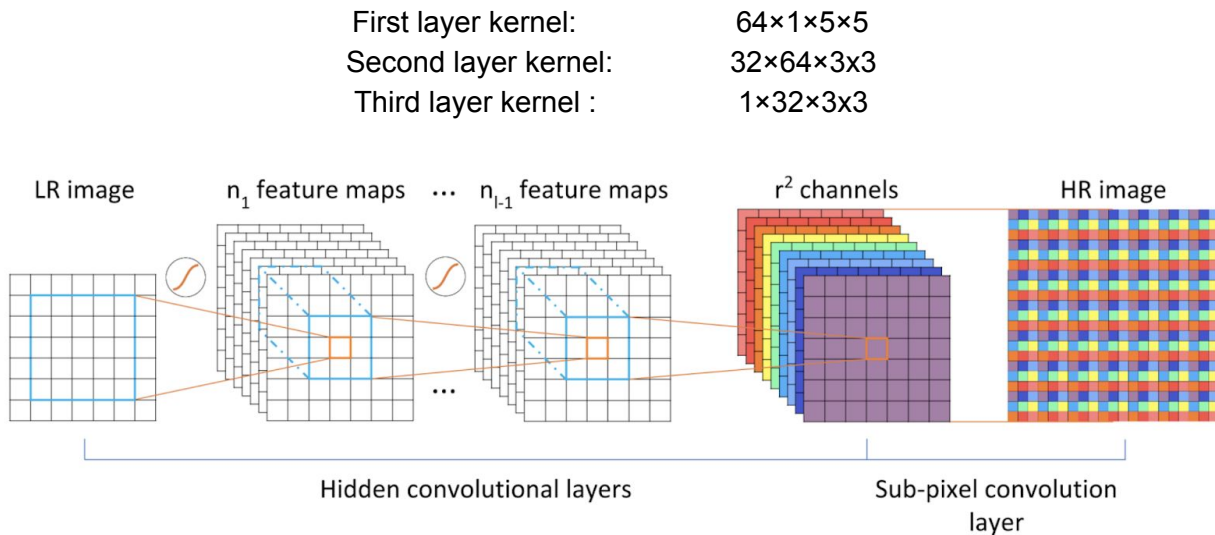 First layer kernel: 64×1×5×5
Second layer kernel: 32×64×3x3
Third layer kernel : 1×32×3x3
LR image n₁ feature maps ... nₗ₋₁ feature maps r² channels HR image
...
Hidden convolutional layers Sub-pixel convolution
layer